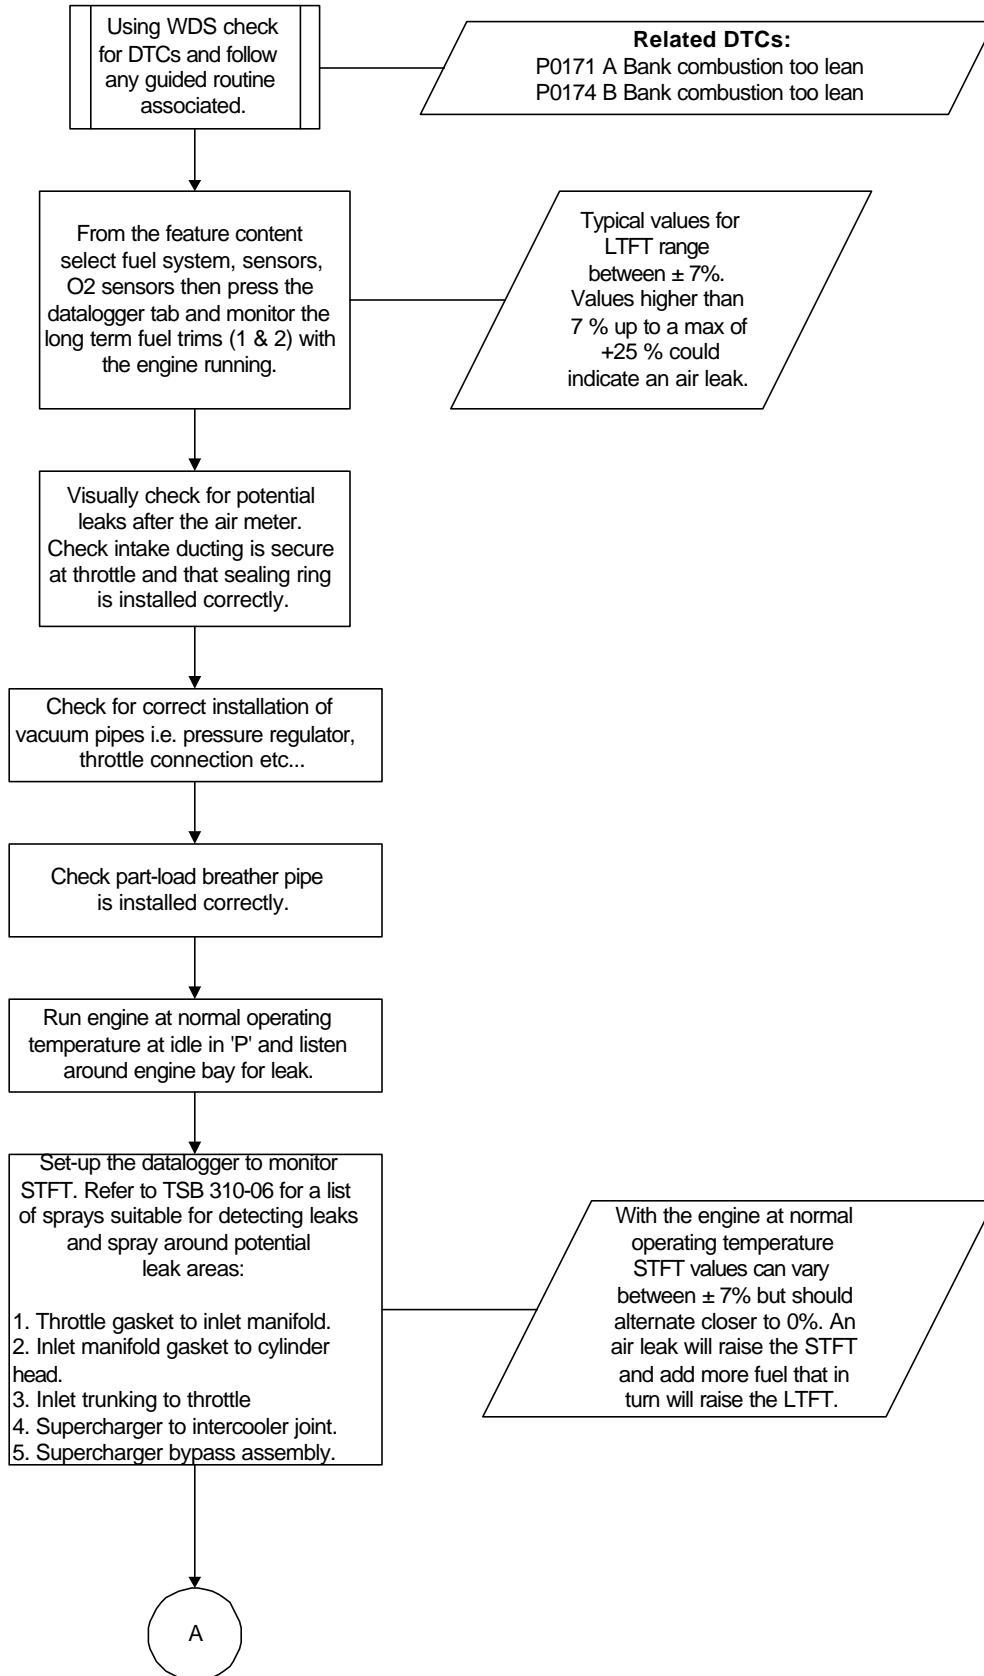 Using WDS check
for DTCs and follow
any guided routine
associated.
Related DTCs:
P0171 A Bank combustion too lean
P0174 B Bank combustion too lean
From the feature content
select fuel system, sensors,
O2 sensors then press the
datalogger tab and monitor the
long term fuel trims (1 & 2) with
the engine running.
Typical values for
LTFT range
between ± 7%.
Values higher than
7 % up to a max of
+25 % could
indicate an air leak.
Visually check for potential
leaks after the air meter.
Check intake ducting is secure
at throttle and that sealing ring
is installed correctly.
Check for correct installation of
vacuum pipes i.e. pressure regulator,
throttle connection etc...
Check part-load breather pipe
is installed correctly.
Run engine at normal operating
temperature at idle in 'P' and listen
around engine bay for leak.
Set-up the datalogger to monitor
STFT. Refer to TSB 310-06 for a list
of sprays suitable for detecting leaks
and spray around potential
leak areas:
1. Throttle gasket to inlet manifold.
2. Inlet manifold gasket to cylinder
head.
3. Inlet trunking to throttle
4. Supercharger to intercooler joint.
5. Supercharger bypass assembly.
With the engine at normal
operating temperature
STFT values can vary
between ± 7% but should
alternate closer to 0%. An
air leak will raise the STFT
and add more fuel that in
turn will raise the LTFT.
A